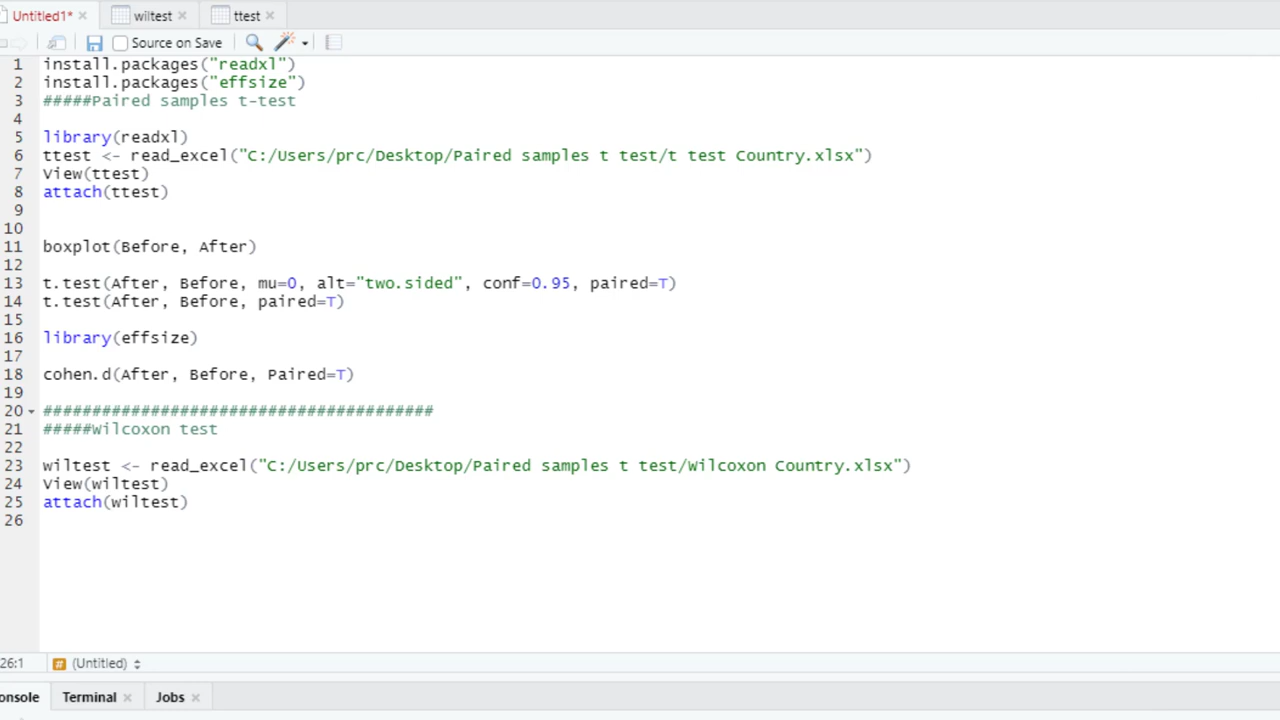 Untitled1* × wiltest × ttest ×
Source on Save
1 install.packages("readxl")
2 install.packages("effsize")
3 #####Paired samples t-test
4
5 library(readxl)
6 ttest <- read_excel("C:/Users/prc/Desktop/Paired samples t test/t test Country.xlsx")
7 View(ttest)
8 attach(ttest)
9
10
11 boxplot(Before, After)
12
13 t.test(After, Before, mu=0, alt="two.sided", conf=0.95, paired=T)
14 t.test(After, Before, paired=T)
15
16 library(effsize)
17
18 cohen.d(After, Before, Paired=T)
19
20 ########################################
21 #####Wilcoxon test
22
23 wiltest <- read_excel("C:/Users/prc/Desktop/Paired samples t test/Wilcoxon Country.xlsx")
24 View(wiltest)
25 attach(wiltest)
26
26:1 # (Untitled)
onsole Terminal × Jobs ×